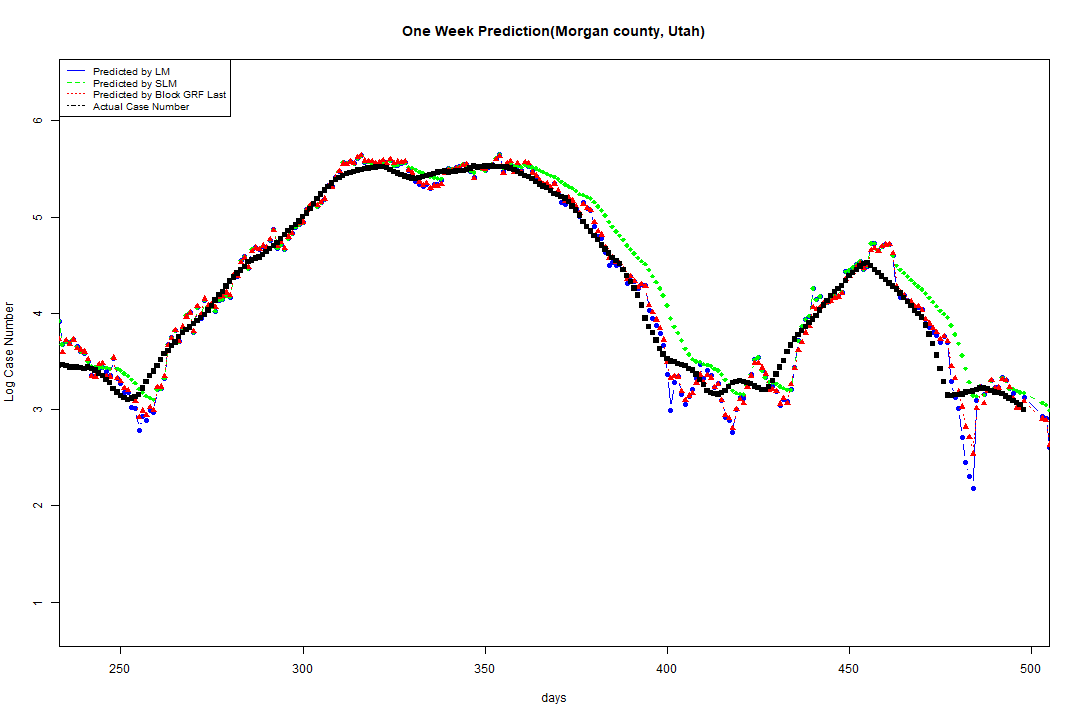 One Week Prediction(Morgan county, Utah)
Predicted by LM
Predicted by SLM
Predicted by Block GRF Last
Actual Case Number
6
5
4
3
2
1
Log Case Number
250 300 350 400 450 500
days